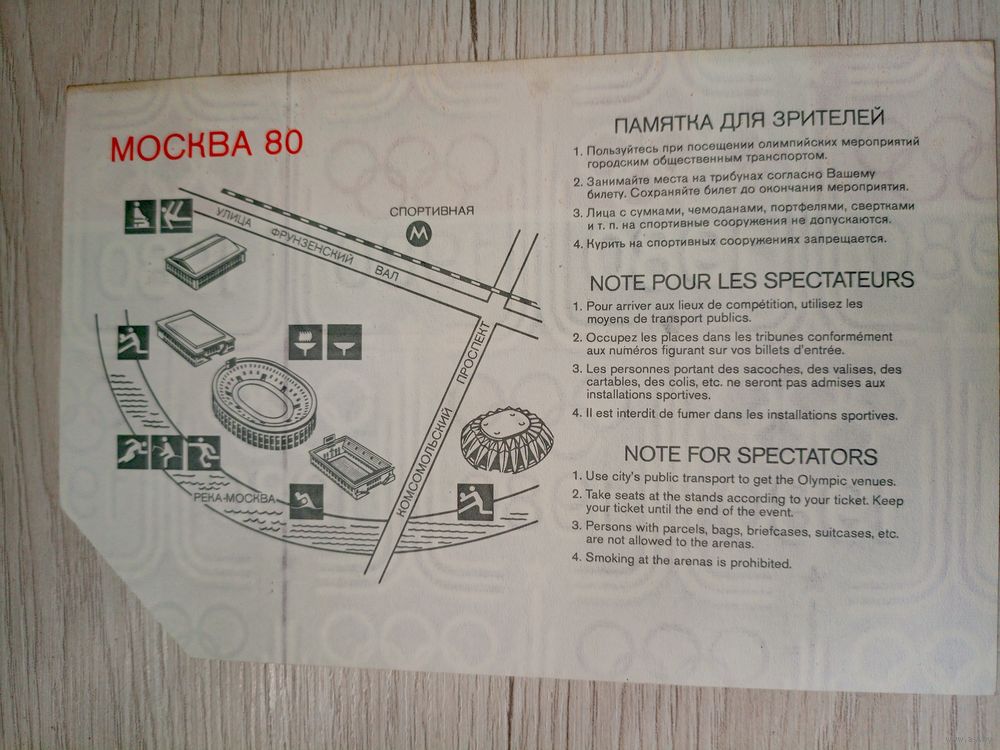 МОСКВА 80
СПОРТИВНАЯ
М
УЛИЦА ФРУНЗЕНСКИЙ ВАЛ
КОМСОМОЛЬСКИЙ ПРОСПЕКТ
РЕКА-МОСКВА
ПАМЯТКА ДЛЯ ЗРИТЕЛЕЙ
1. Пользуйтесь при посещении олимпийских мероприятий
городским общественным транспортом.
2. Занимайте места на трибунах согласно Вашему
билету. Сохраняйте билет до окончания мероприятия.
3. Лица с сумками, чемоданами, портфелями, свертками
и т. п. на спортивные сооружения не допускаются.
4. Курить на спортивных сооружениях запрещается.
NOTE POUR LES SPECTATEURS
1. Pour arriver aux lieux de compétition, utilisez les
moyens de transport publics.
2. Occupez les places dans les tribunes conformément
aux numéros figurant sur vos billets d'entrée.
3. Les personnes portant des sacoches, des valises, des
cartables, des colis, etc. ne seront pas admises aux
installations sportives.
4. Il est interdit de fumer dans les installations sportives.
NOTE FOR SPECTATORS
1. Use city's public transport to get the Olympic venues.
2. Take seats at the stands according to your ticket. Keep
your ticket until the end of the event.
3. Persons with parcels, bags, briefcases, suitcases, etc.
are not allowed to the arenas.
4. Smoking at the arenas is prohibited.